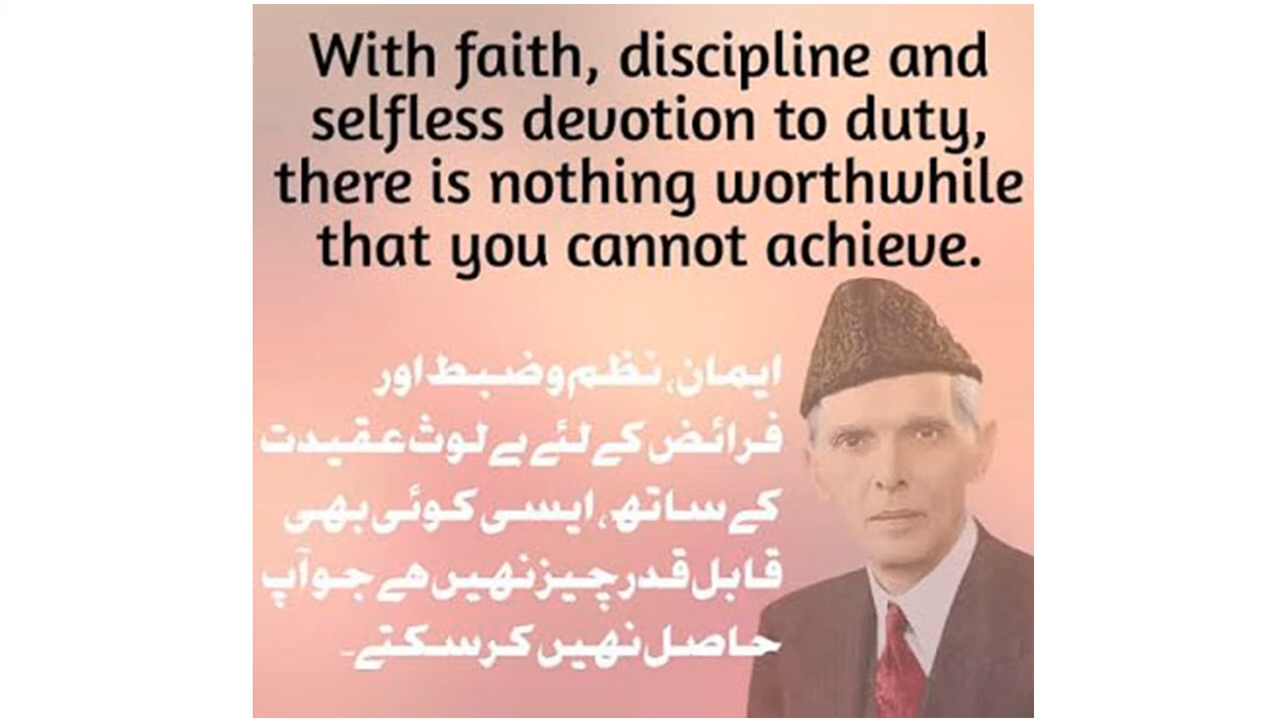 With faith, discipline and
selfless devotion to duty,
there is nothing worthwhile
that you cannot achieve.
ایمان، نظم و ضبط اور
فرائض کے لئے بے لوث عقیدت
کے ساتھ، ایسی کوئی بھی
قابل قدر چیز نہیں ھے جو آپ
حاصل نہیں کر سکتے۔